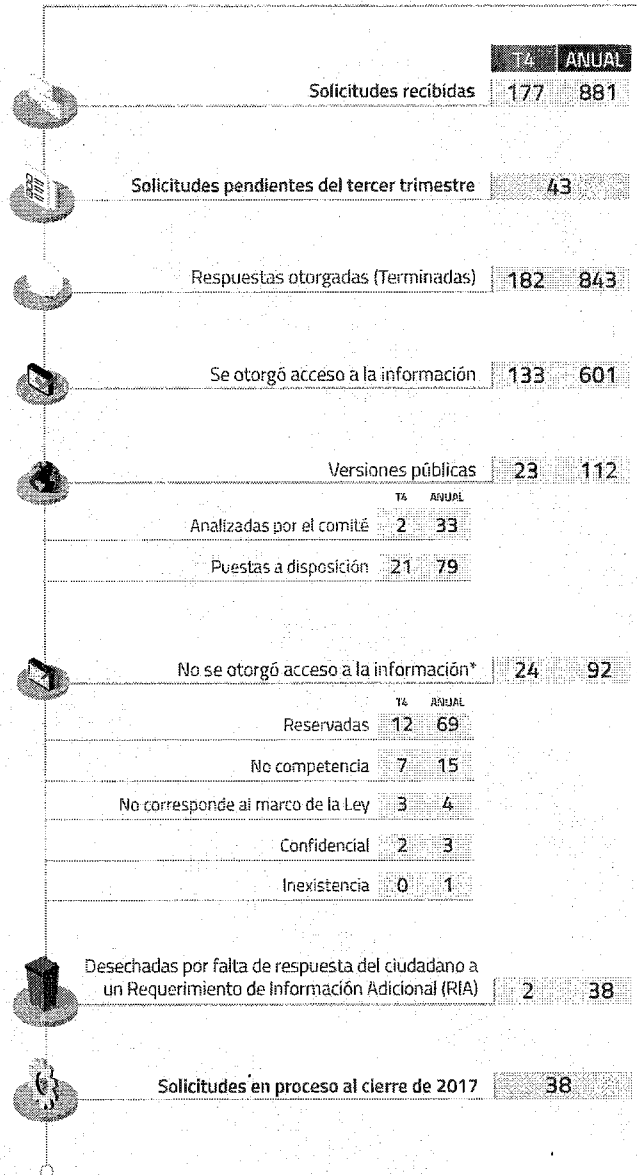 T4 ANUAL
Solicitudes recibidas 177 881
Solicitudes pendientes del tercer trimestre 43
Respuestas otorgadas (Terminadas) 182 843
Se otorgó acceso a la información 133 601
Versiones públicas 23 112
T4 ANUAL
Analizadas por el comité 2 33
Puestas a disposición 21 79
No se otorgó acceso a la información* 24 92
T4 ANUAL
Reservadas 12 69
No competencia 7 15
No corresponde al marco de la Ley 3 4
Confidencial 2 3
Inexistencia 0 1
Desechadas por falta de respuesta del ciudadano a
un Requerimiento de Información Adicional (RIA) 2 38
Solicitudes en proceso al cierre de 2017 38